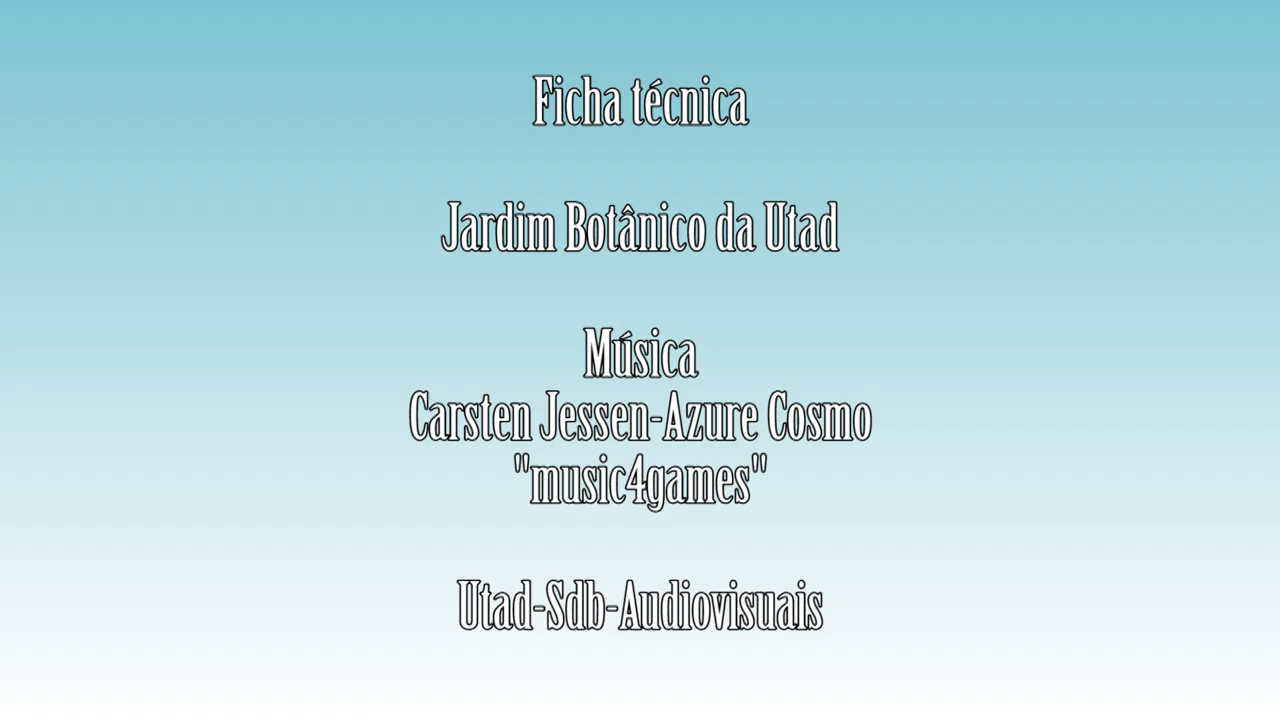 Ficha técnica
Jardim Botânico da Utad
Música
Carsten Jessen-Azure Cosmo
"music4games"
Utad-Sdb-Audiovisuais